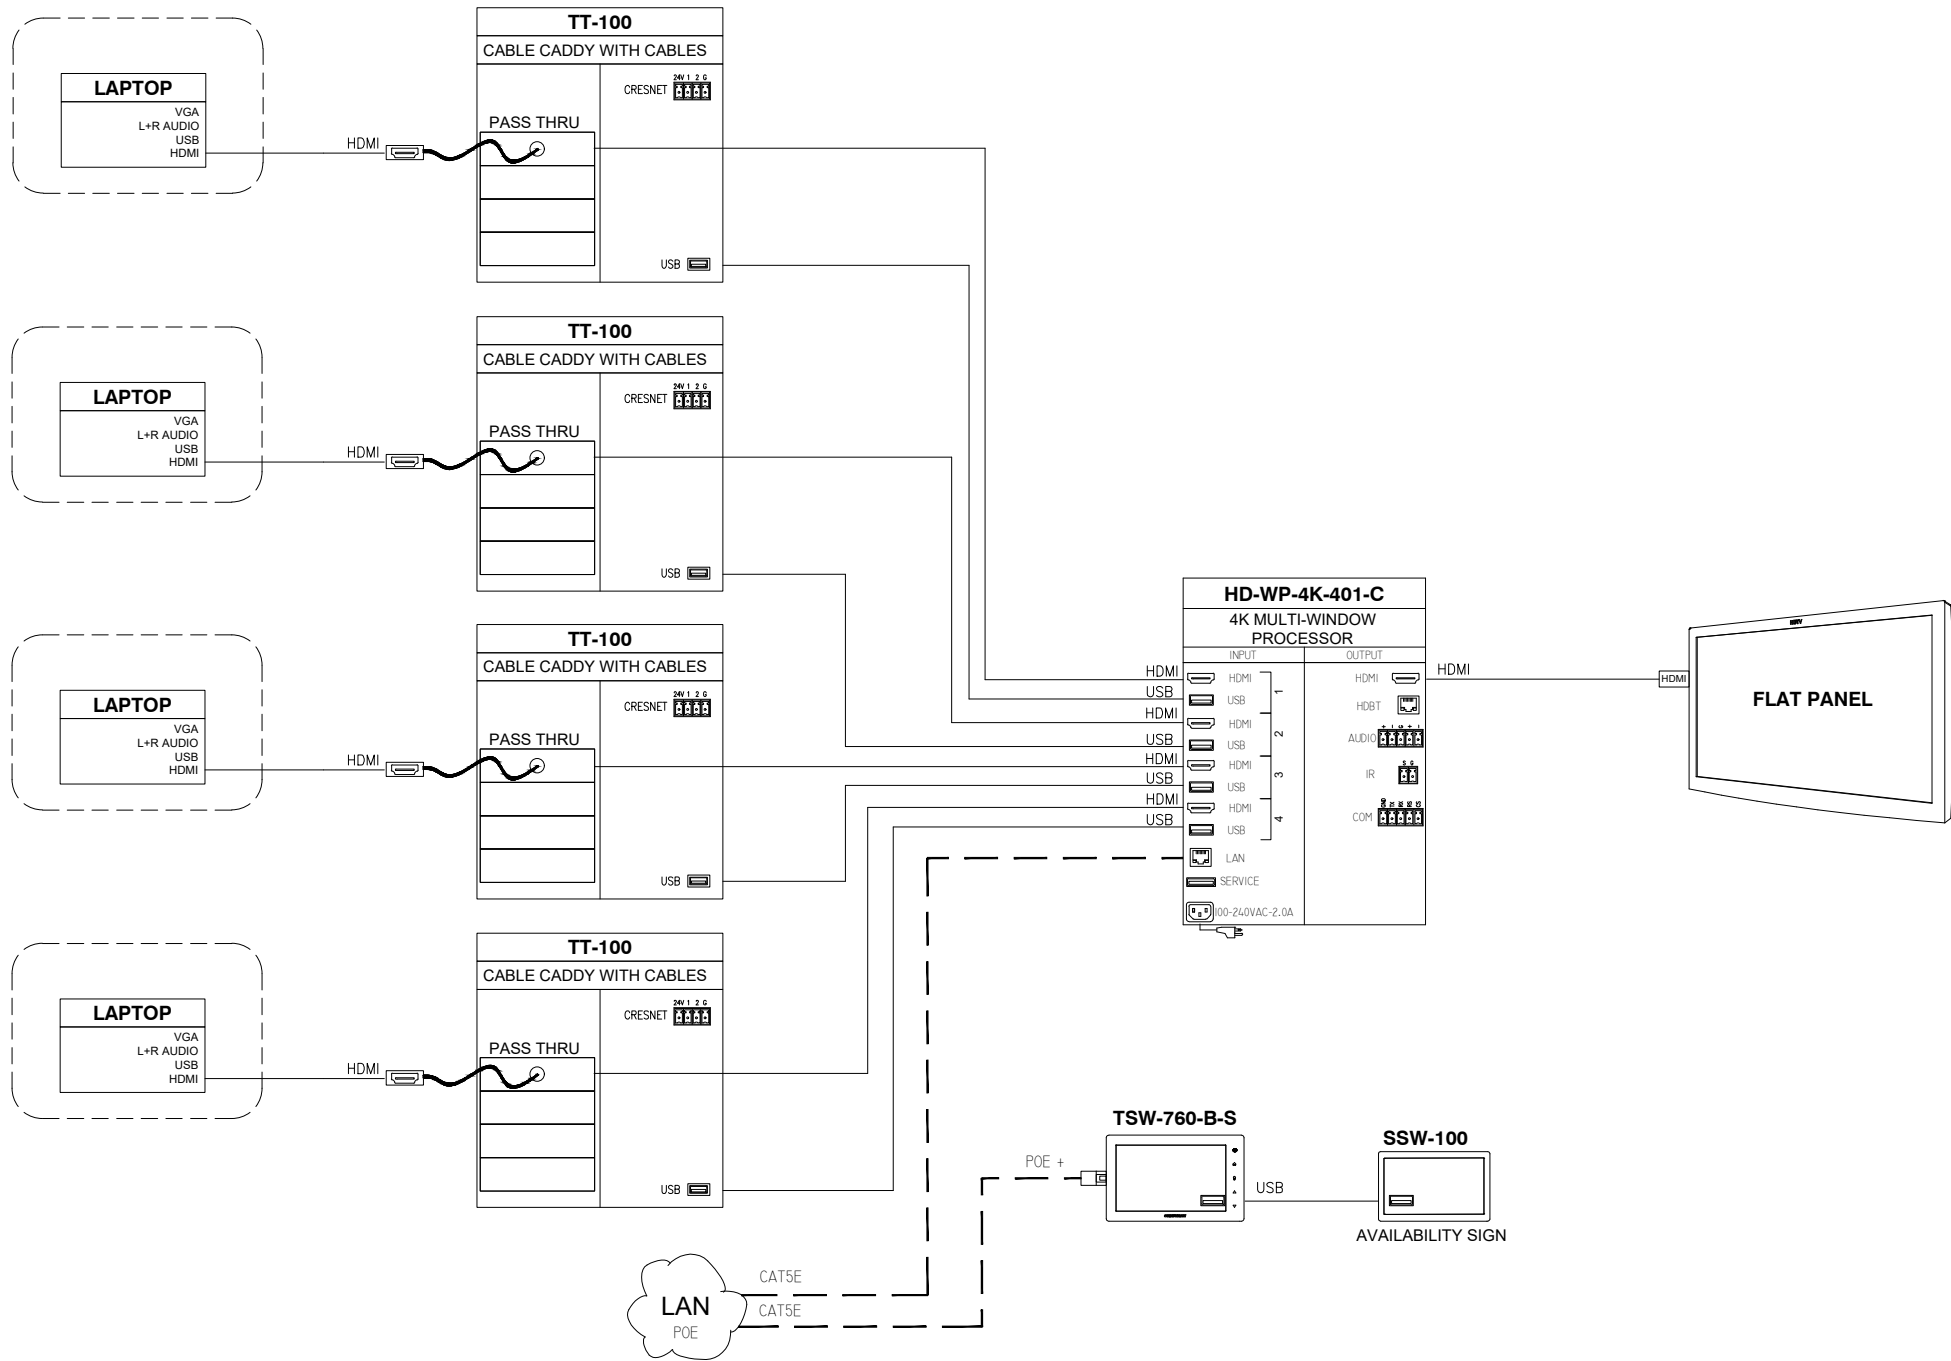 TT-100
CABLE CADDY WITH CABLES
24V 1 2 G
CRESNET
LAPTOP
VGA
L+R AUDIO
USB
HDMI
HDMI
PASS THRU
USB
TT-100
CABLE CADDY WITH CABLES
24V 1 2 G
CRESNET
LAPTOP
VGA
L+R AUDIO
USB
HDMI
HDMI
PASS THRU
USB
TT-100
CABLE CADDY WITH CABLES
24V 1 2 G
CRESNET
LAPTOP
VGA
L+R AUDIO
USB
HDMI
HDMI
PASS THRU
USB
TT-100
CABLE CADDY WITH CABLES
24V 1 2 G
CRESNET
LAPTOP
VGA
L+R AUDIO
USB
HDMI
HDMI
PASS THRU
USB
HD-WP-4K-401-C
4K MULTI-WINDOW
PROCESSOR
INPUT OUTPUT
HDMI HDMI
USB USB
1
HDMI HDMI
USB USB
2
HDMI HDMI
USB USB
3
HDMI HDMI
USB USB
4
LAN
SERVICE
100-240VAC-2.0A
HDMI HDMI
HDBT
+ - G + -
AUDIO
S G
IR
GND TX RX RS CS
COM
HDMI
FLAT PANEL
TSW-760-B-S
POE +
USB
SSW-100
AVAILABILITY SIGN
CAT5E
CAT5E
LAN
POE